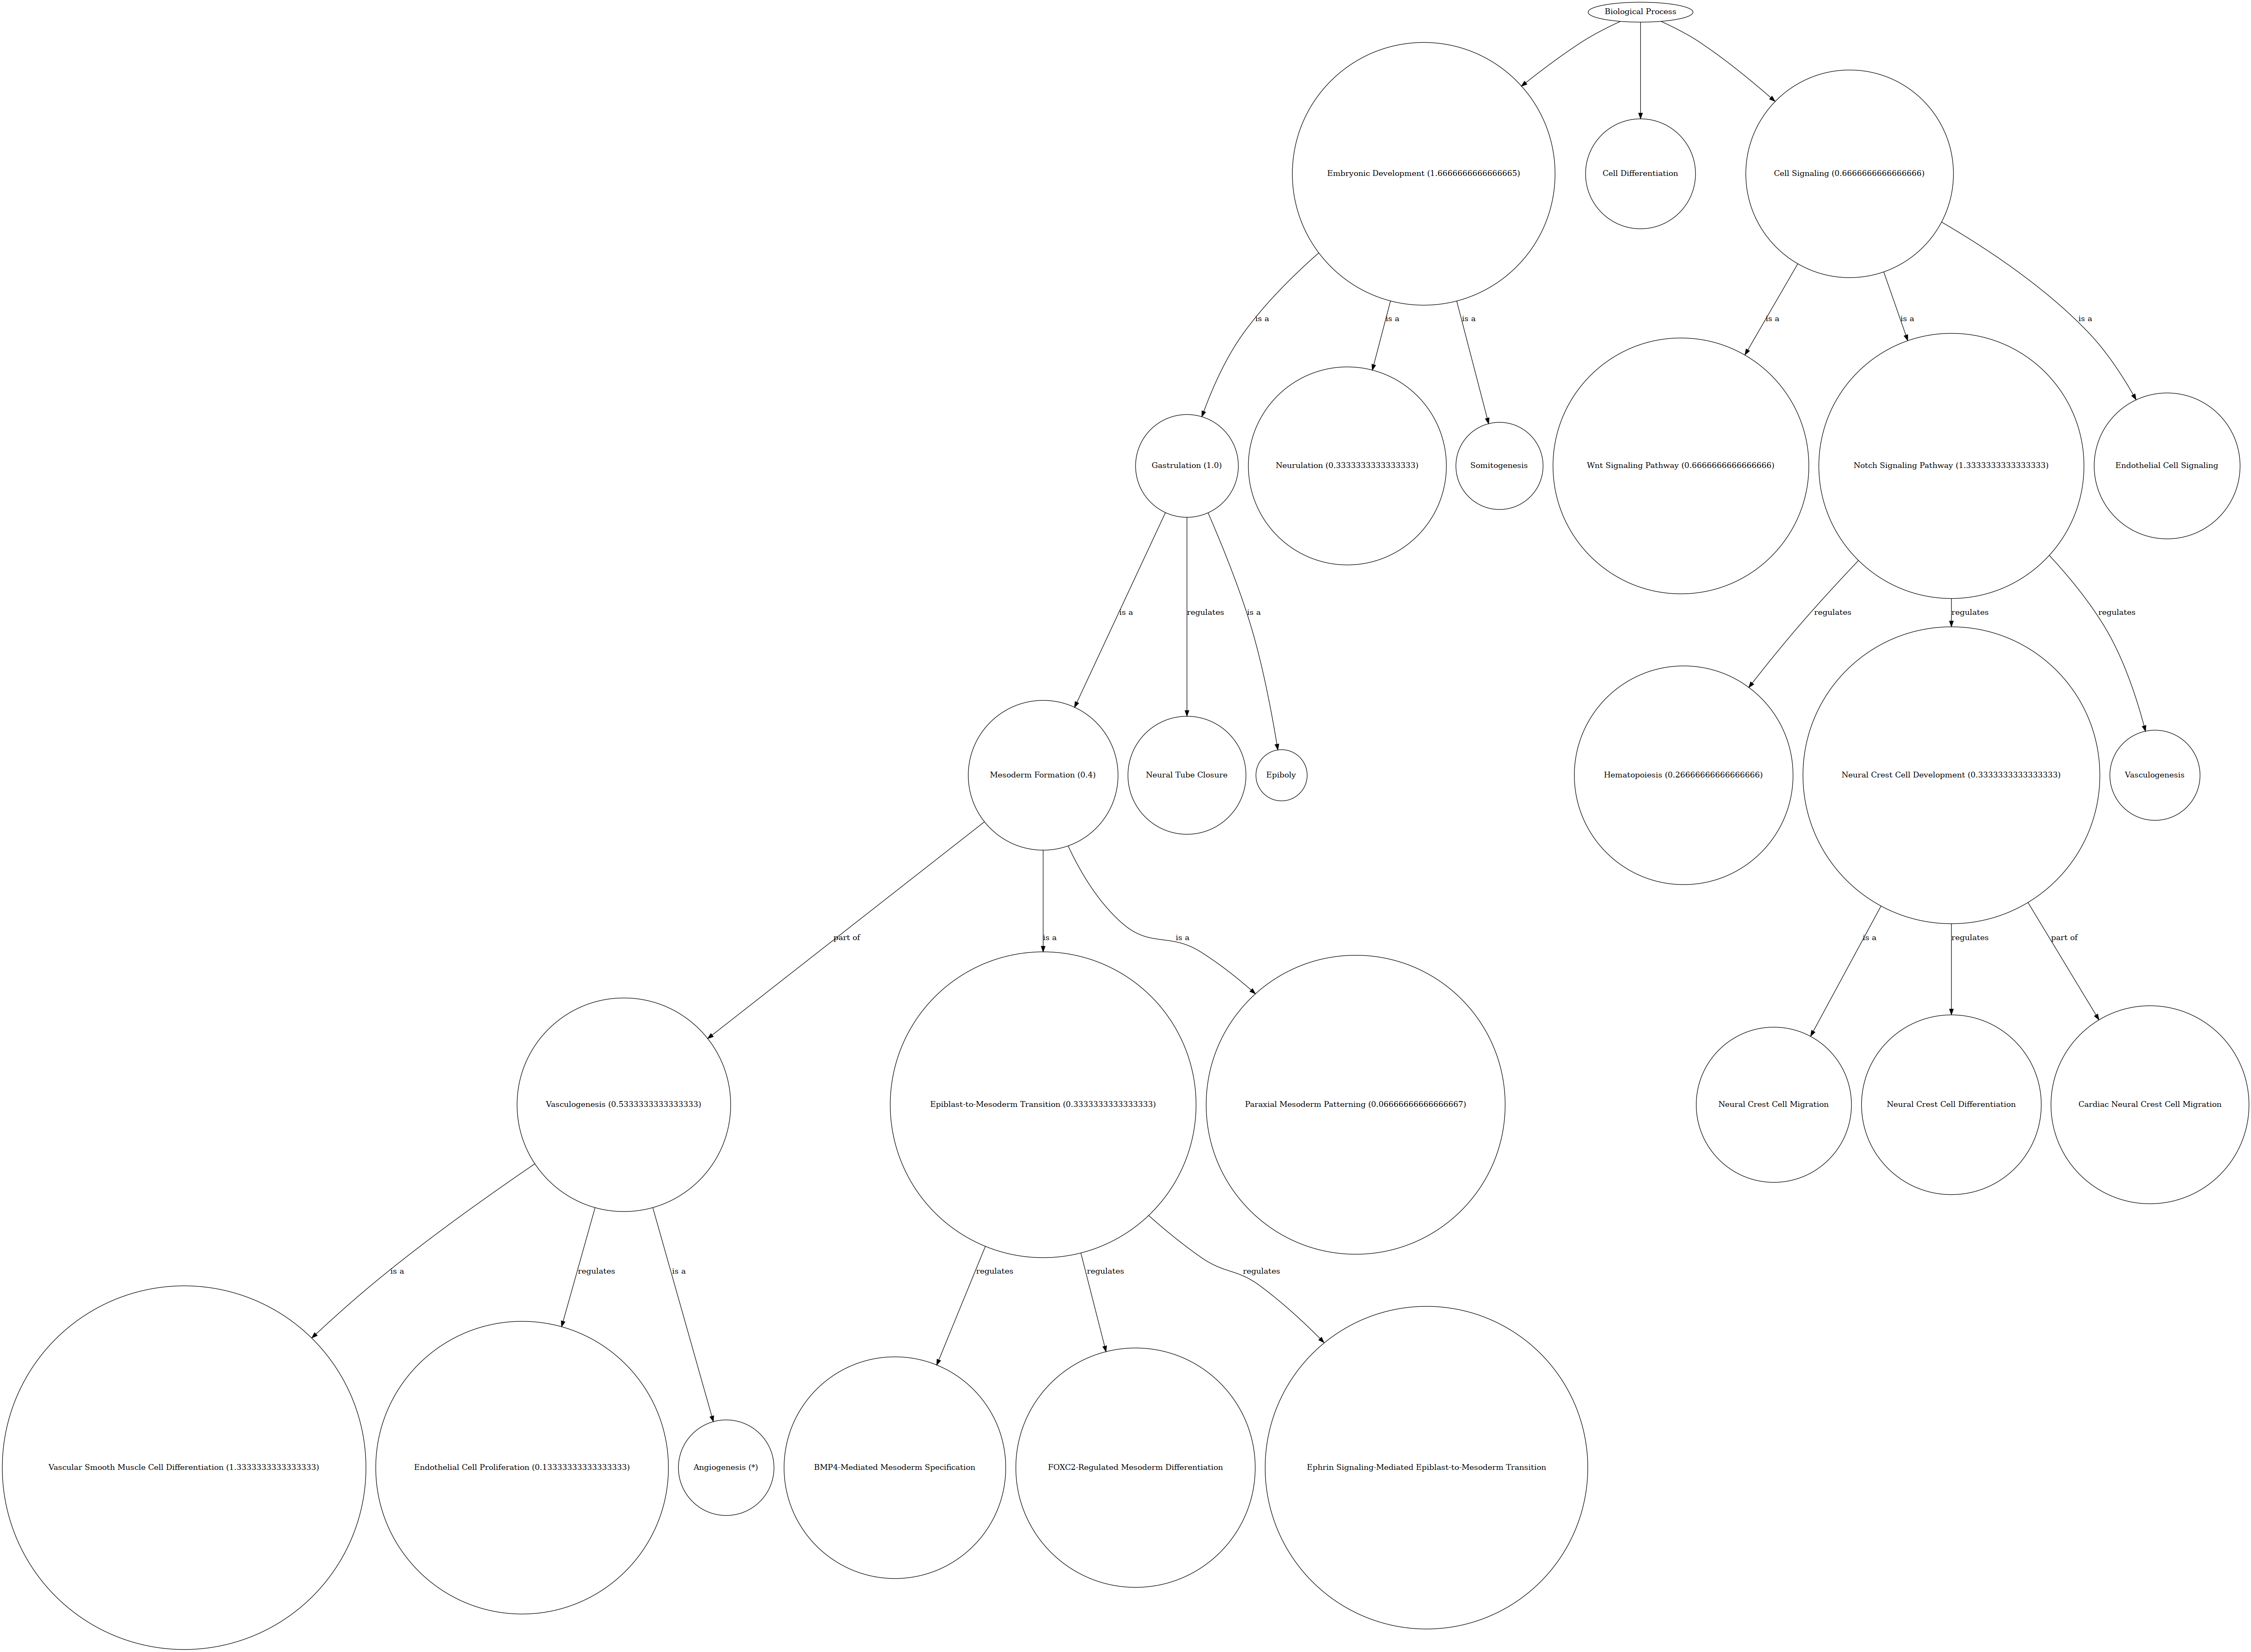 Biological Process
Embryonic Development (1.6666666666666665)
Cell Differentiation
Cell Signaling (0.6666666666666666)
is a
is a
is a
is a
is a
is a
Gastrulation (1.0)
Neurulation (0.3333333333333333)
Somitogenesis
Wnt Signaling Pathway (0.6666666666666666)
Notch Signaling Pathway (1.3333333333333333)
Endothelial Cell Signaling
is a
regulates
is a
regulates
regulates
regulates
Mesoderm Formation (0.4)
Neural Tube Closure
Epiboly
Hematopoiesis (0.26666666666666666)
Neural Crest Cell Development (0.3333333333333333)
Vasculogenesis
part of
is a
is a
is a
regulates
part of
Vasculogenesis (0.5333333333333333)
Epiblast-to-Mesoderm Transition (0.3333333333333333)
Paraxial Mesoderm Patterning (0.06666666666666667)
Neural Crest Cell Migration
Neural Crest Cell Differentiation
Cardiac Neural Crest Cell Migration
is a
regulates
is a
regulates
regulates
regulates
Vascular Smooth Muscle Cell Differentiation (1.3333333333333333)
Endothelial Cell Proliferation (0.13333333333333333)
Angiogenesis (*)
BMP4-Mediated Mesoderm Specification
FOXC2-Regulated Mesoderm Differentiation
Ephrin Signaling-Mediated Epiblast-to-Mesoderm Transition